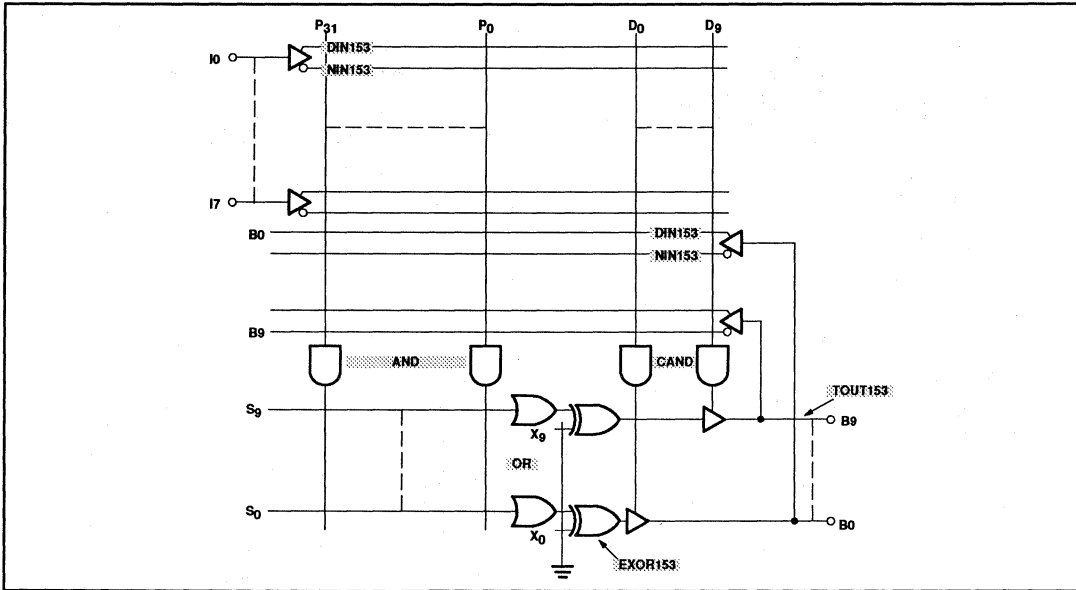 P31 P0 D0 D9
DIN153
I0
NIN153
I7
B0 DIN153
NIN153
B9
AND CAND
TOUT153
S9 B9
X9
OR
S0 B0
X0
EXOR153